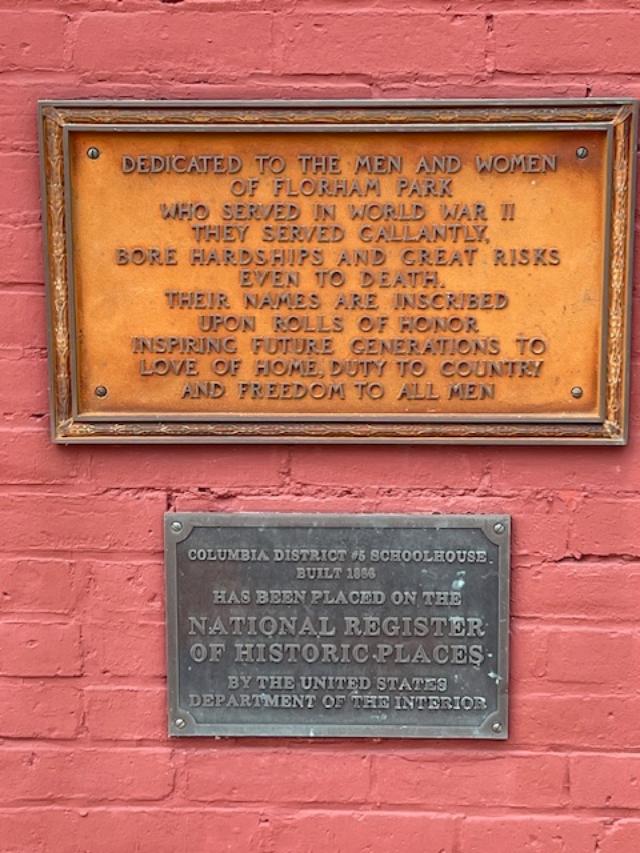 DEDICATED TO THE MEN AND WOMEN
OF FLORHAM PARK
WHO SERVED IN WORLD WAR II
THEY SERVED GALLANTLY,
BORE HARDSHIPS AND GREAT RISKS
EVEN TO DEATH.
THEIR NAMES ARE INSCRIBED
UPON ROLLS OF HONOR
INSPIRING FUTURE GENERATIONS TO
LOVE OF HOME, DUTY TO COUNTRY
AND FREEDOM TO ALL MEN
COLUMBIA DISTRICT #5 SCHOOLHOUSE
BUILT 1866
HAS BEEN PLACED ON THE
NATIONAL REGISTER
OF HISTORIC PLACES
BY THE UNITED STATES
DEPARTMENT OF THE INTERIOR